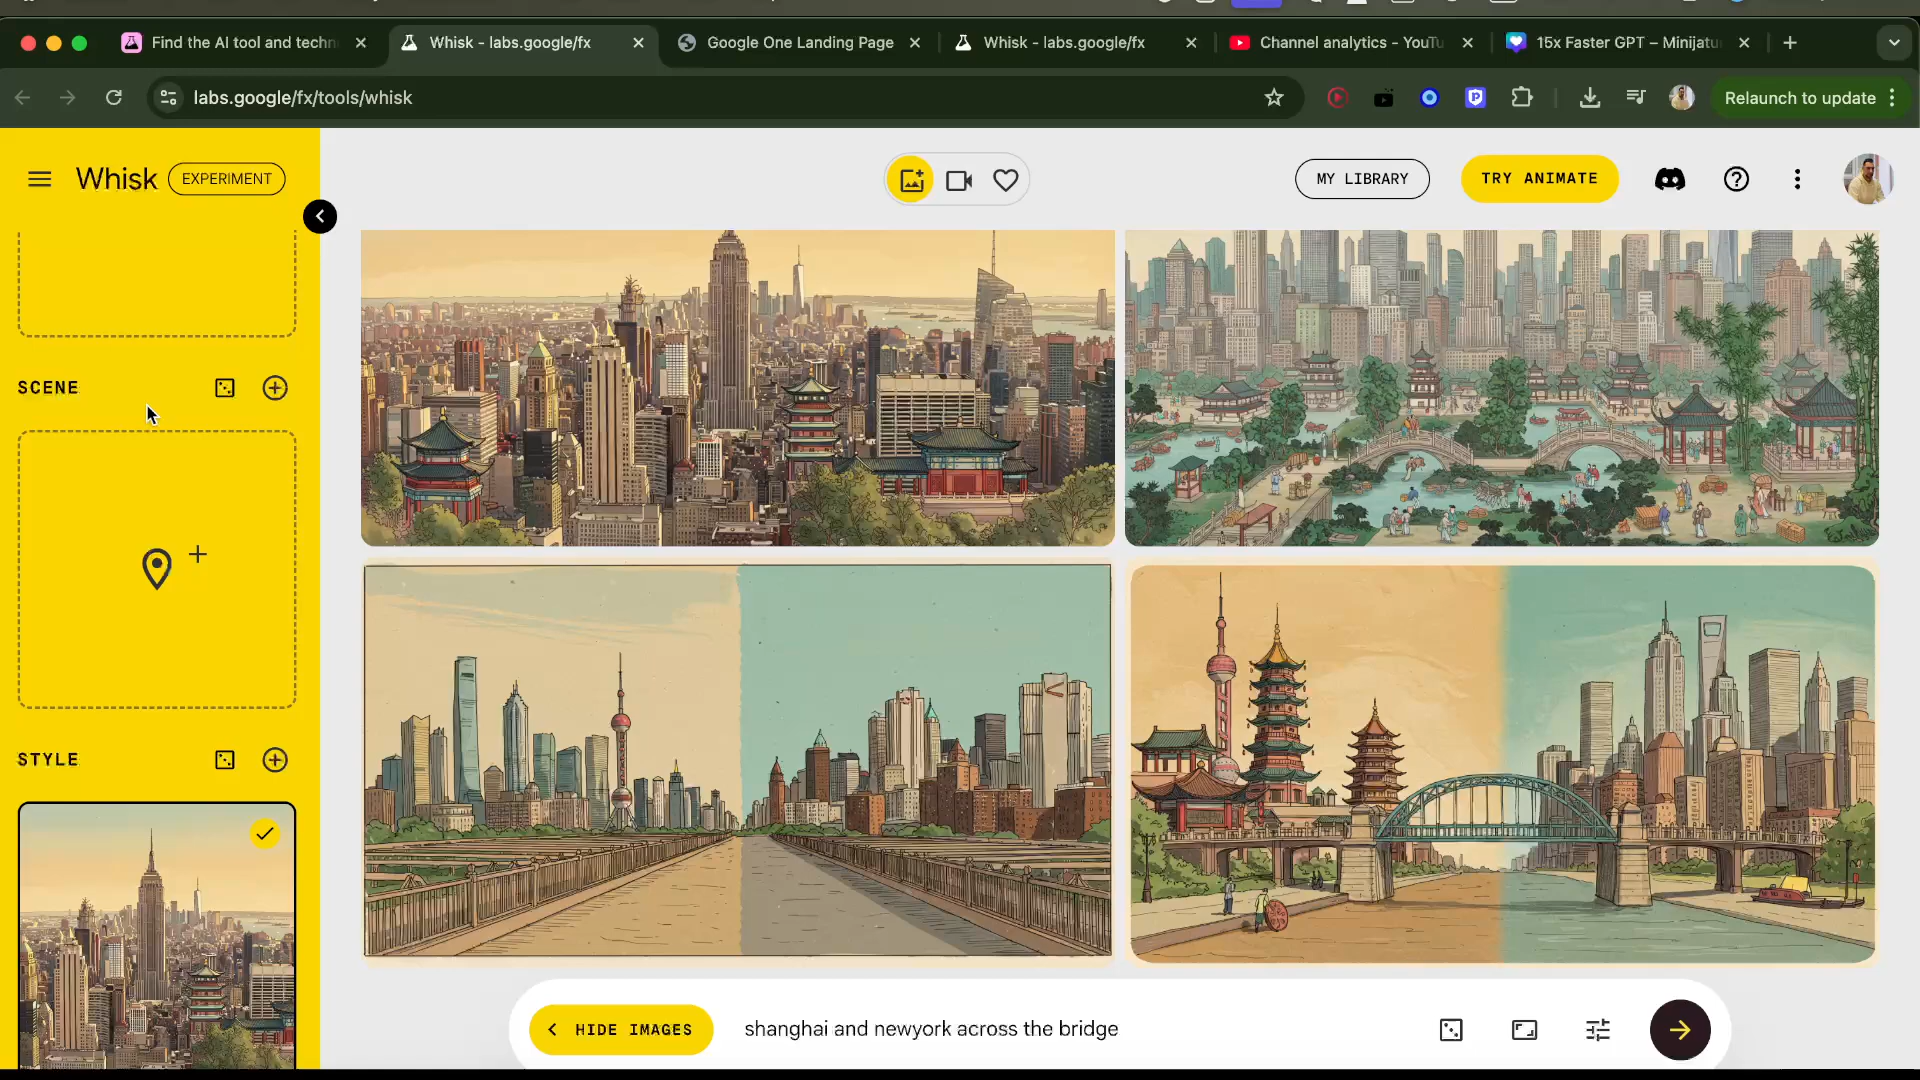 Find the AI tool and techn
Whisk - labs.google/fx
Google One Landing Page
Whisk - labs.google/fx
Channel analytics - YouTu
15x Faster GPT – Minijatu
labs.google/fx/tools/whisk
Relaunch to update
Whisk
EXPERIMENT
MY LIBRARY
TRY ANIMATE
SCENE
STYLE
HIDE IMAGES
shanghai and newyork across the bridge